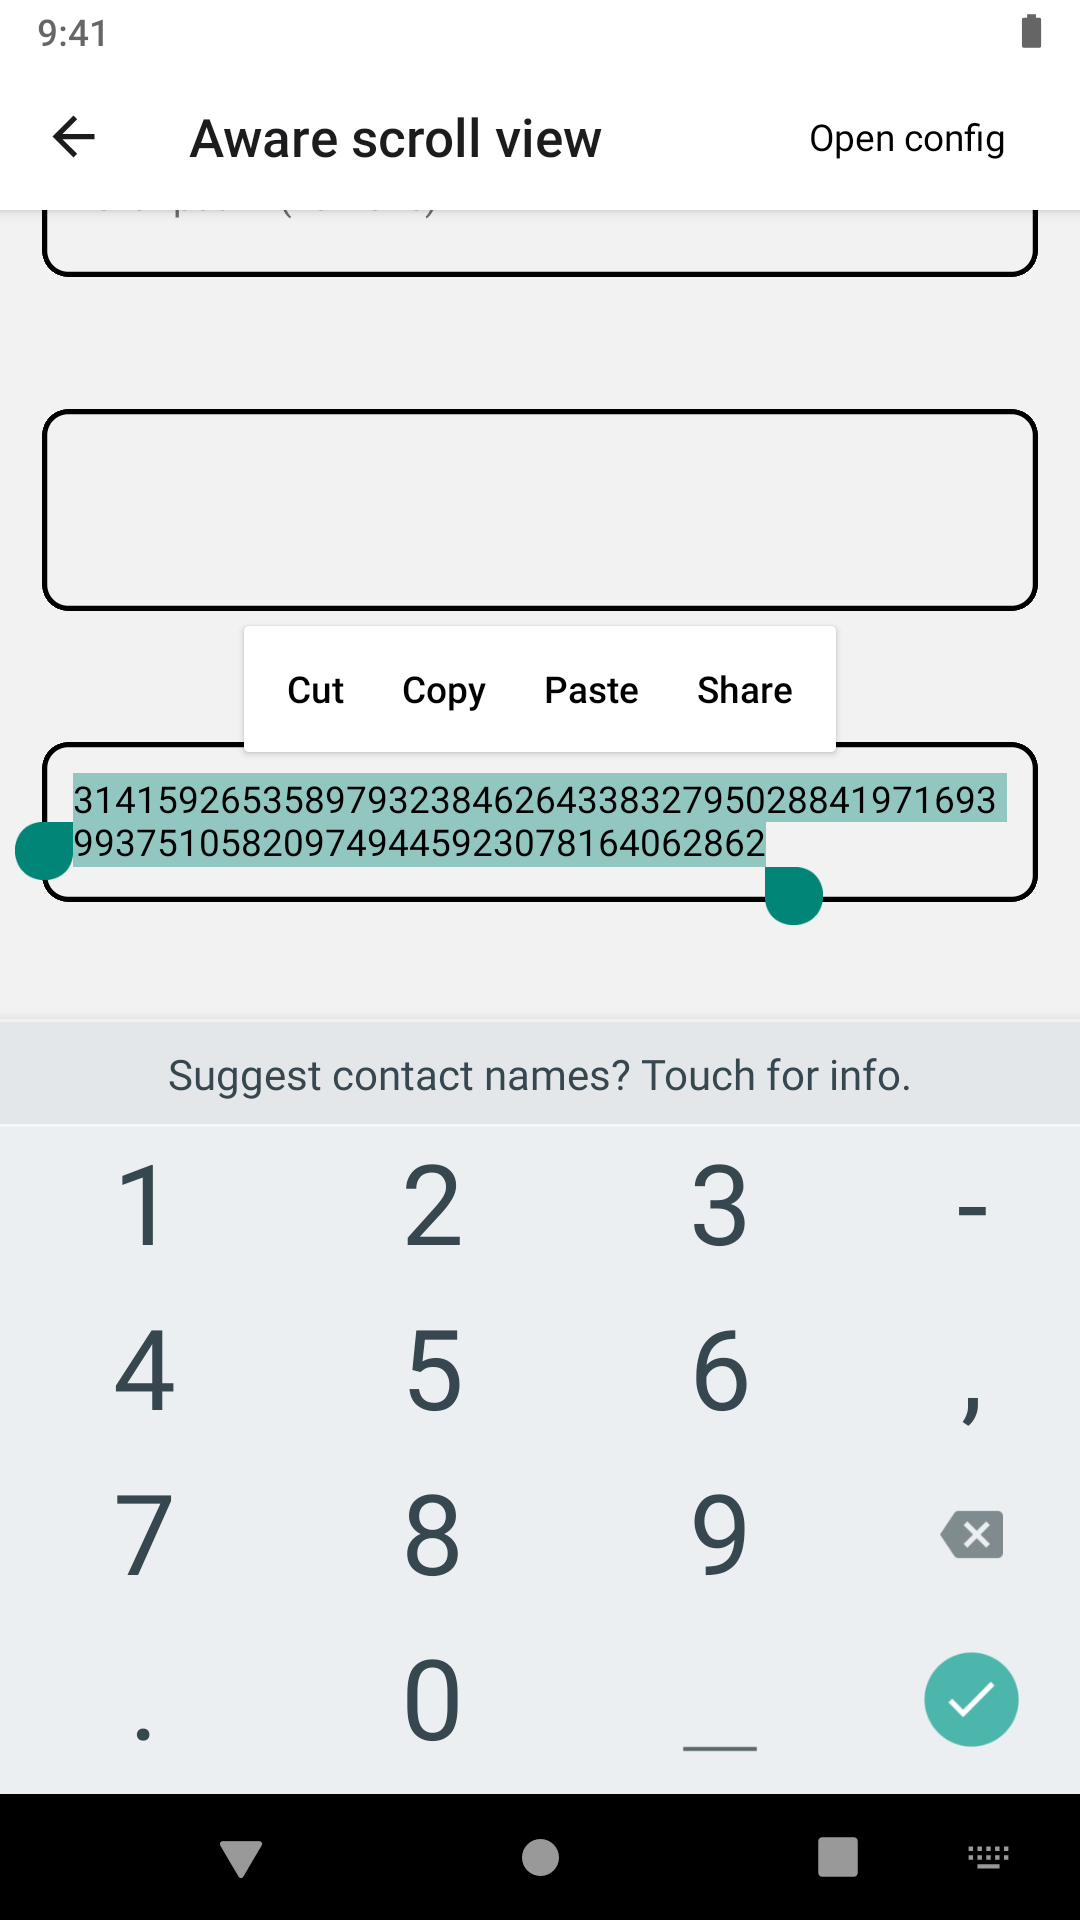 9:41
Aware scroll view
Open config
Cut Copy Paste Share
31415926535897932384626433832795028841971693
993751058209749445923078164062862
Suggest contact names? Touch for info.
1 2 3 -
4 5 6 ,
7 8 9
. 0 _